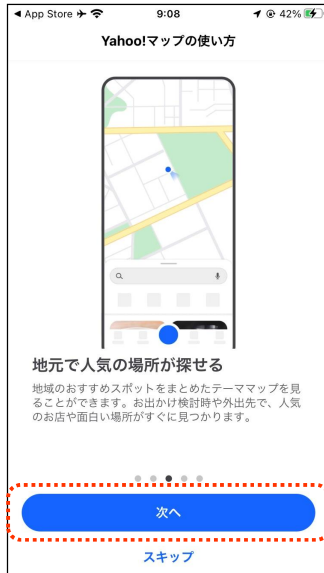 App Store 9:08 42%
Yahoo!マップの使い方
地元で人気の場所が探せる
地域のおすすめスポットをまとめたテーママップを見
ることができます。お出かけ検討時や外出先で、人気
のお店や面白い場所がすぐに見つかります。
次へ
スキップ